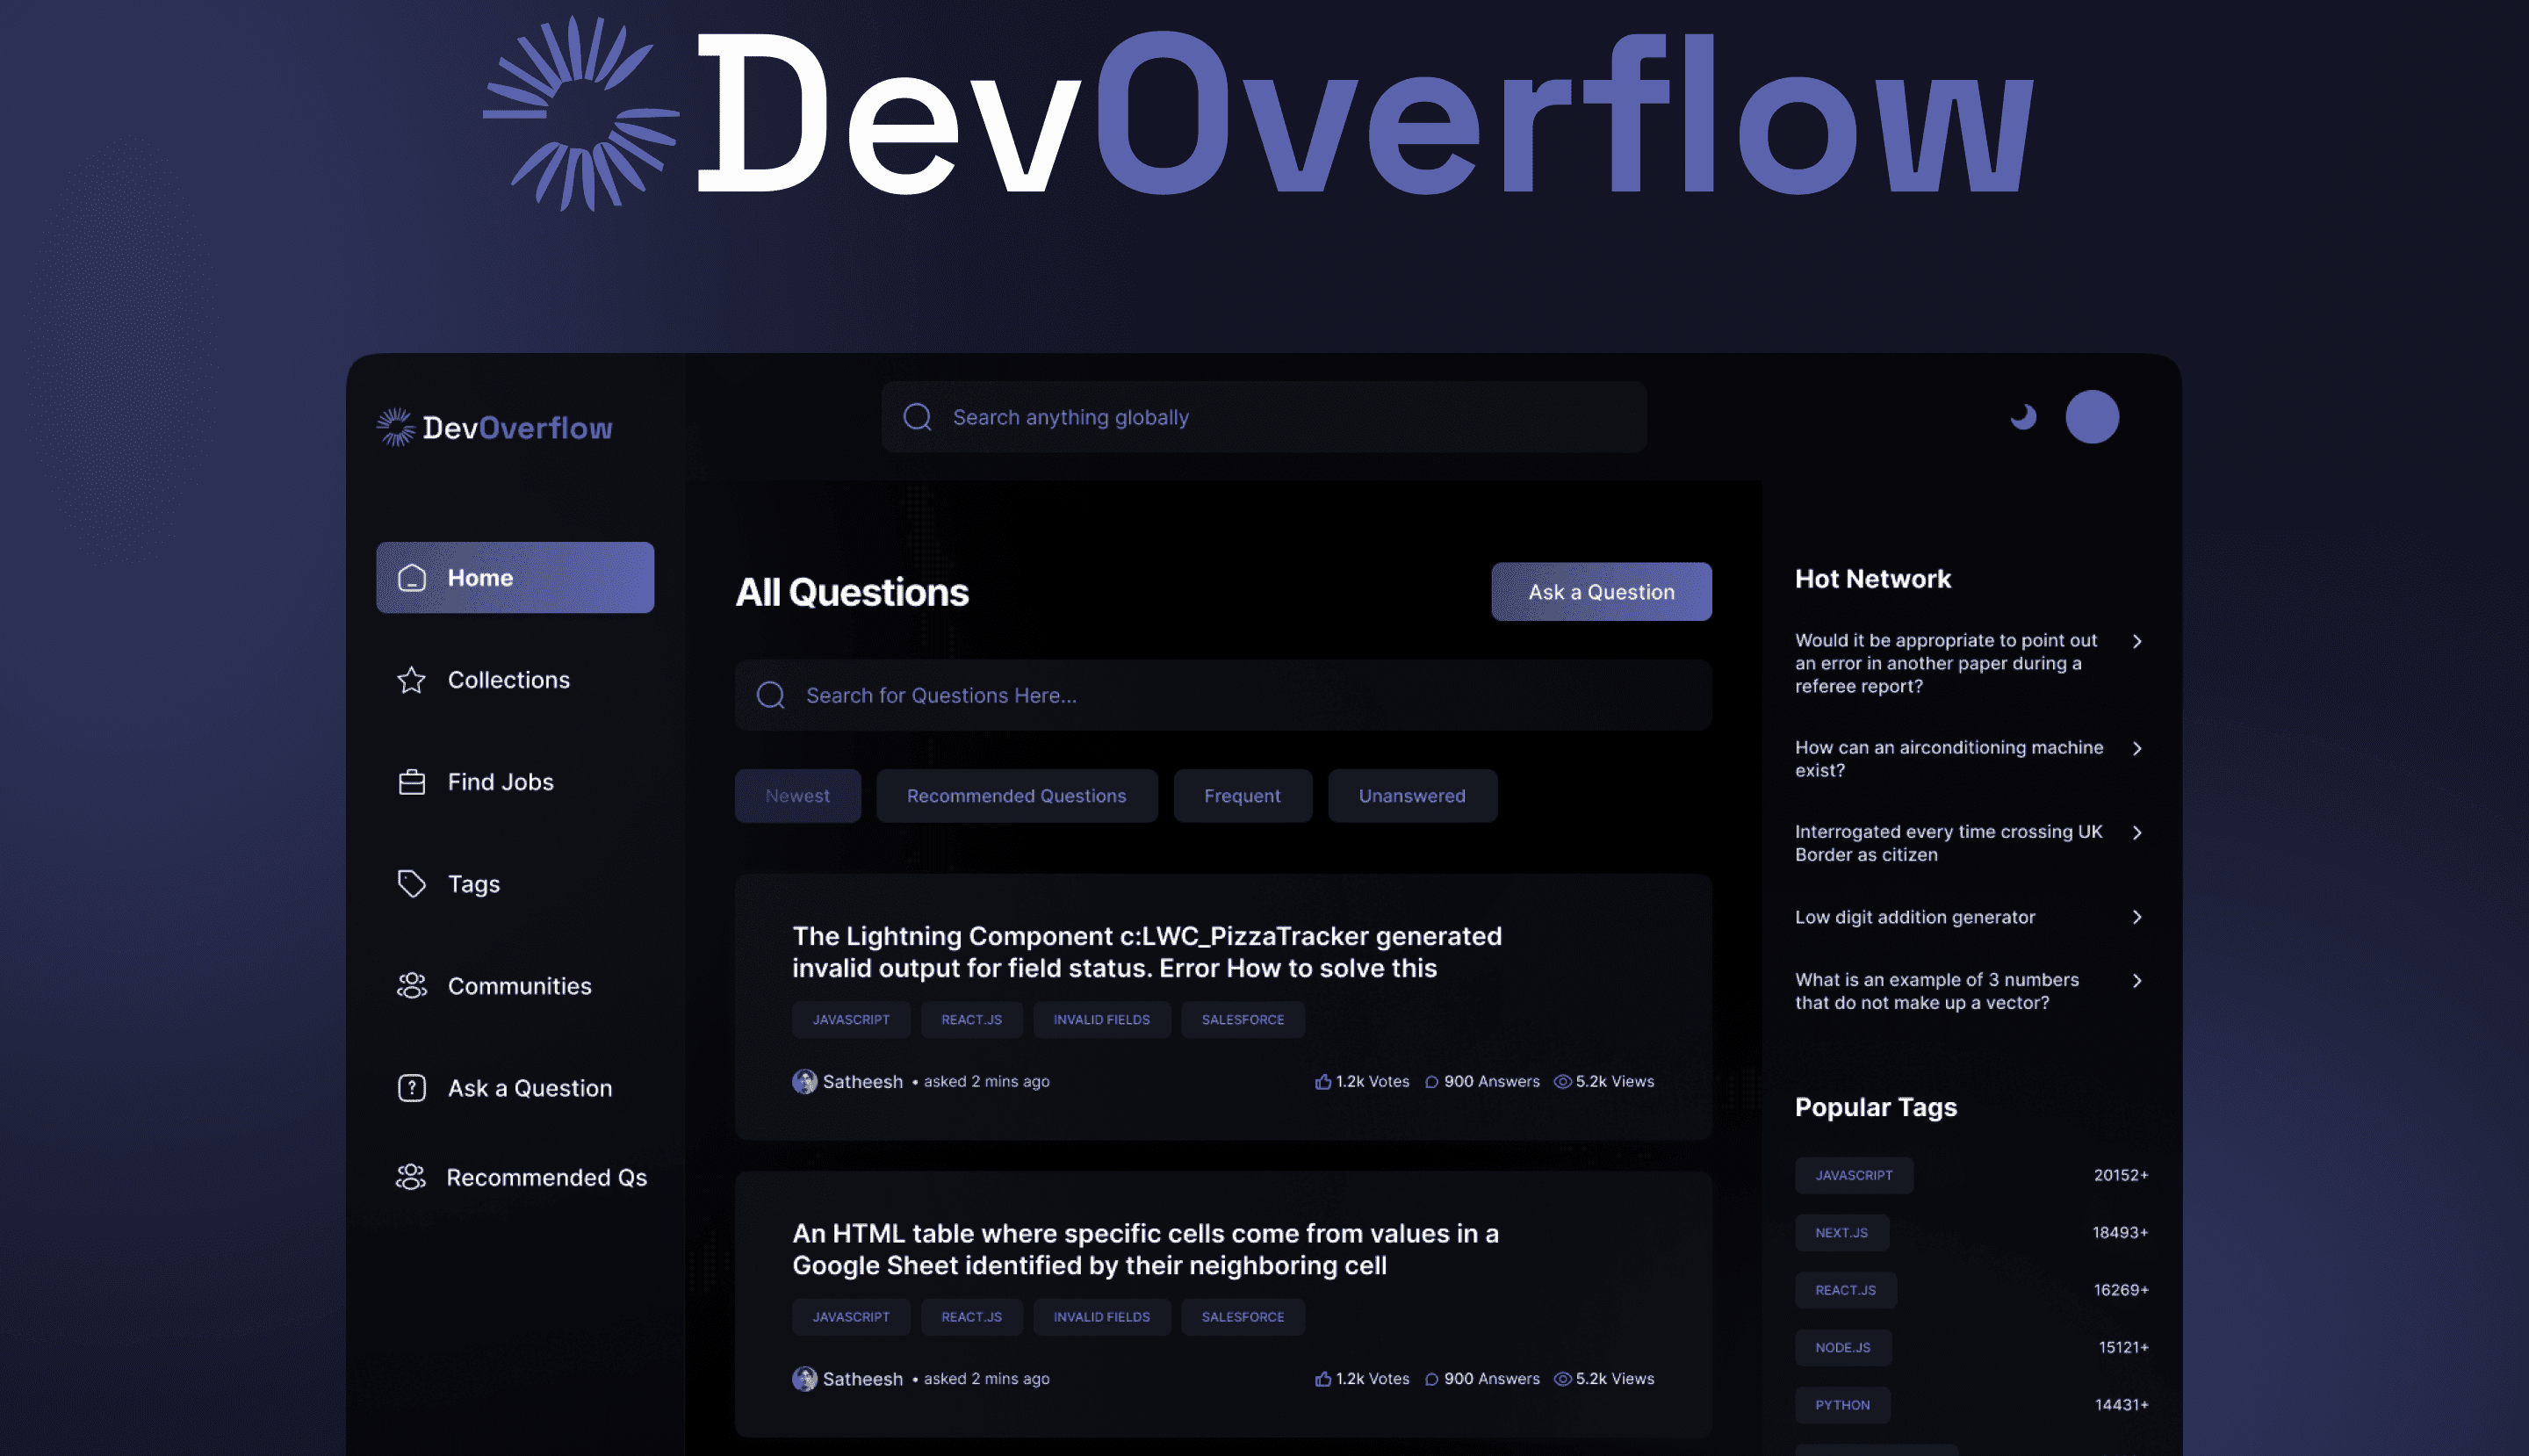 DevOverflow
DevOverflow
Search anything globally
Home
Collections
Find Jobs
Tags
Communities
Ask a Question
Recommended Qs
All Questions
Ask a Question
Search for Questions Here...
Newest
Recommended Questions
Frequent
Unanswered
The Lightning Component c:LWC_PizzaTracker generated
invalid output for field status. Error How to solve this
JAVASCRIPT
REACT.JS
INVALID FIELDS
SALESFORCE
Satheesh • asked 2 mins ago
1.2k Votes
900 Answers
5.2k Views
An HTML table where specific cells come from values in a
Google Sheet identified by their neighboring cell
JAVASCRIPT
REACT.JS
INVALID FIELDS
SALESFORCE
Satheesh • asked 2 mins ago
1.2k Votes
900 Answers
5.2k Views
Hot Network
Would it be appropriate to point out
an error in another paper during a
referee report?
How can an airconditioning machine
exist?
Interrogated every time crossing UK
Border as citizen
Low digit addition generator
What is an example of 3 numbers
that do not make up a vector?
Popular Tags
JAVASCRIPT 20152+
NEXT.JS 18493+
REACT.JS 16269+
NODE.JS 15121+
PYTHON 14431+